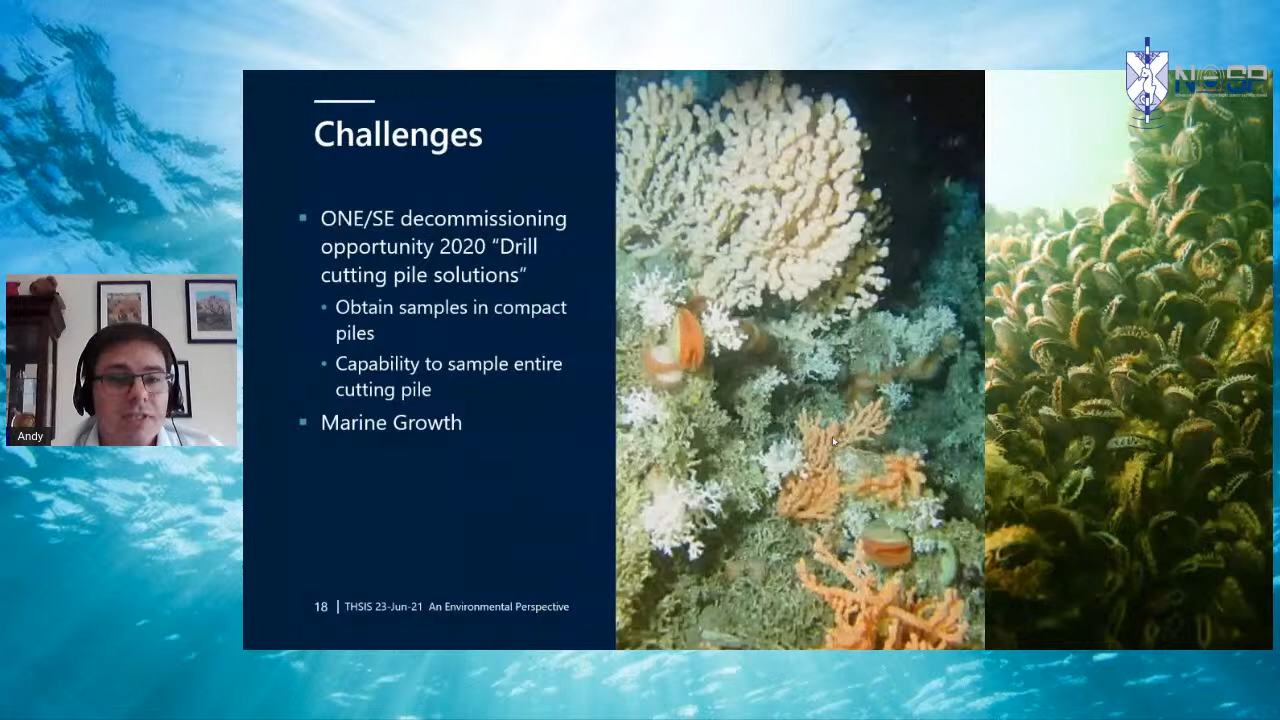 Challenges
ONE/SE decommissioning
opportunity 2020 “Drill
cutting pile solutions”
Obtain samples in compact
piles
Capability to sample entire
cutting pile
Marine Growth
18 | THSIS 23-Jun-21 An Environmental Perspective
Andy